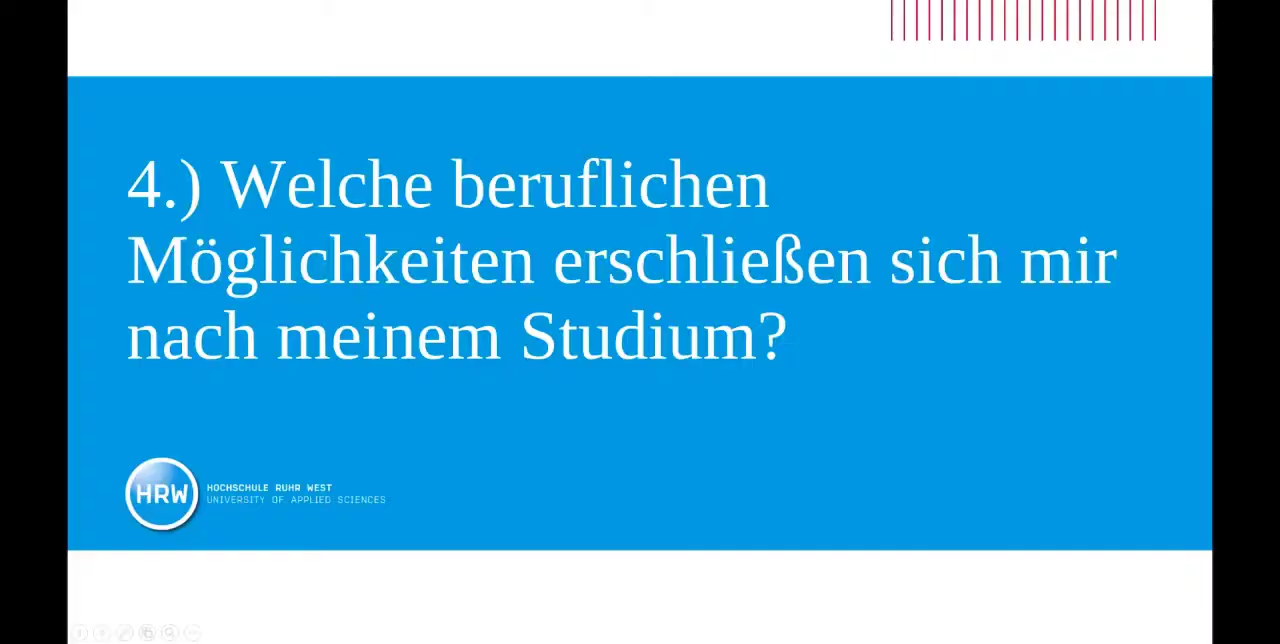 4.) Welche beruflichen
Möglichkeiten erschließen sich mir
nach meinem Studium?
HRW
HOCHSCHULE RUHR WEST
UNIVERSITY OF APPLIED SCIENCES